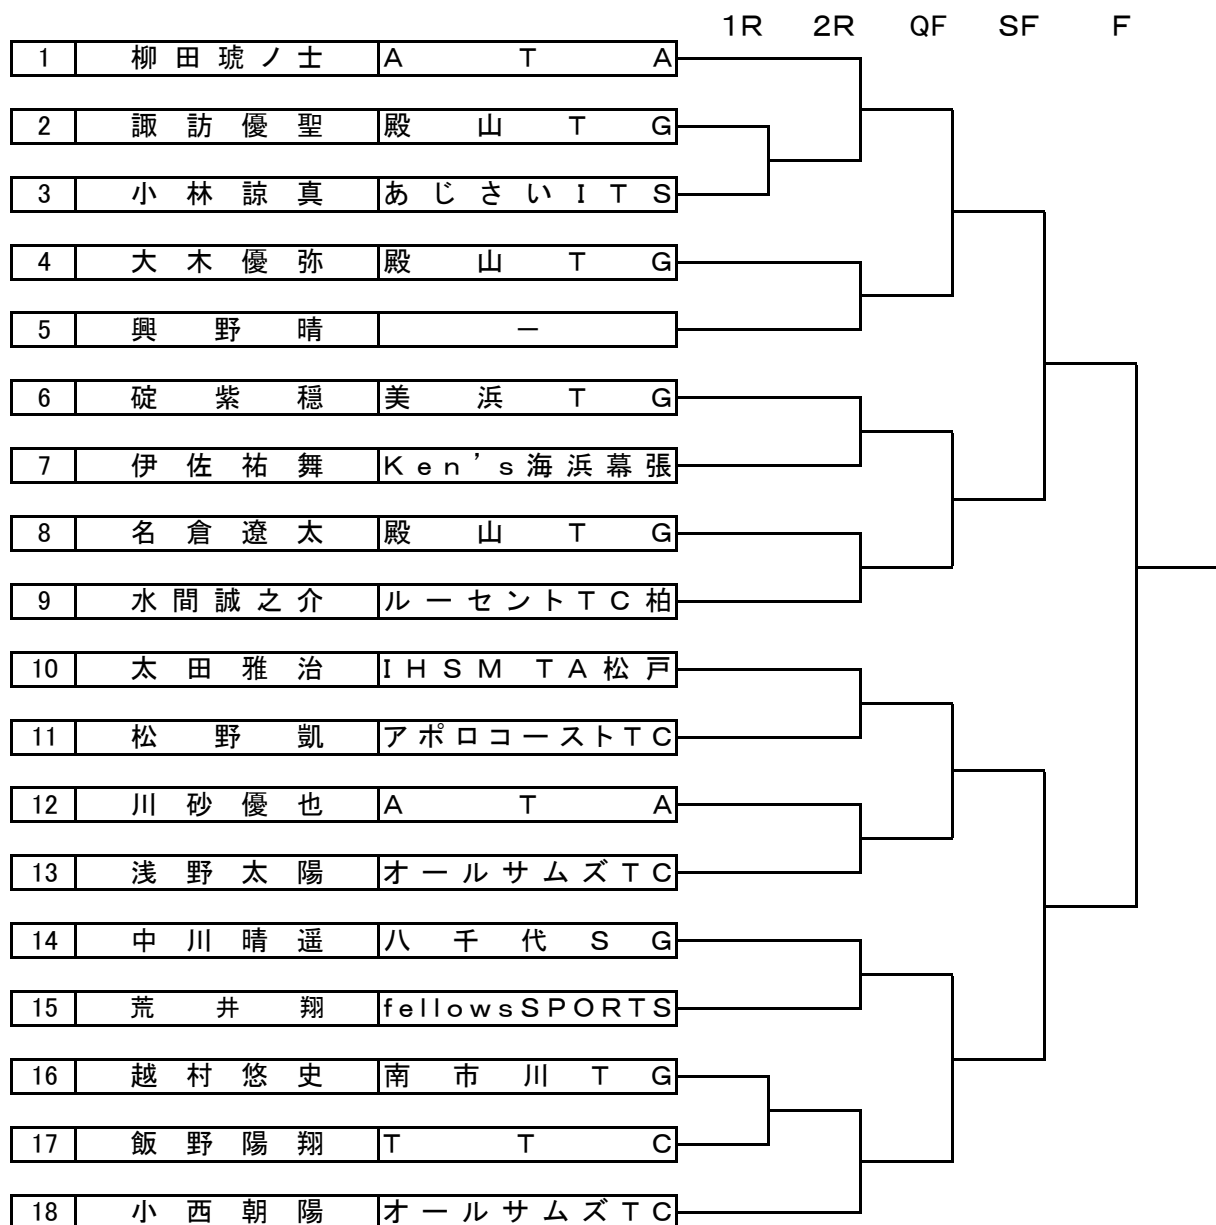 1R 2R QF SF F
1 柳田琥ノ士 ATA
2 諏訪優聖 殿山TG
3 小林諒真 あじさいITS
4 大木優弥 殿山TG
5 興野晴 －
6 碇紫穏 美浜TG
7 伊佐祐舞 Ken’s海浜幕張
8 名倉遼太 殿山TG
9 水間誠之介 ルーセントTC柏
10 太田雅治 IHSM TA松戸
11 松野凱 アポロコーストTC
12 川砂優也 ATA
13 浅野太陽 オールサムズTC
14 中川晴遥 八千代SG
15 荒井翔 fellowsSPORTS
16 越村悠史 南市川TG
17 飯野陽翔 TTC
18 小西朝陽 オールサムズTC